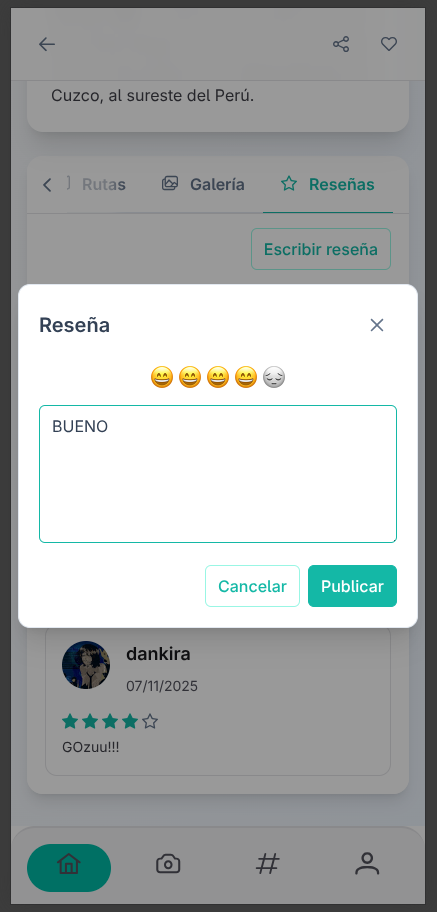 Cuzco, al sureste del Perú.
Rutas
Galería
Reseñas
Escribir reseña
Reseña
BUENO
Cancelar
Publicar
dankira
07/11/2025
GOzuu!!!